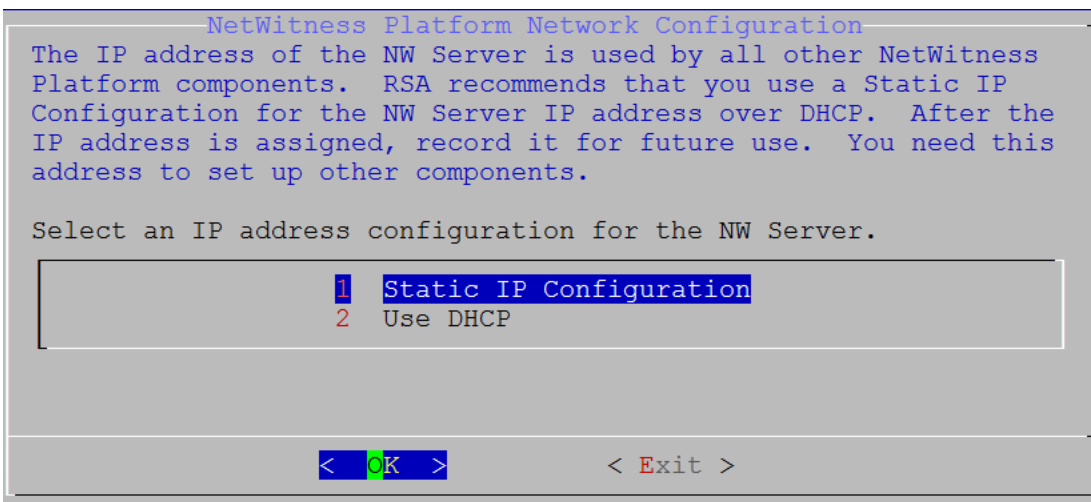 NetWitness Platform Network Configuration
The IP address of the NW Server is used by all other NetWitness
Platform components.  RSA recommends that you use a Static IP
Configuration for the NW Server IP address over DHCP.  After the
IP address is assigned, record it for future use.  You need this
address to set up other components.
Select an IP address configuration for the NW Server.
1  Static IP Configuration
2  Use DHCP
<  OK  >          < Exit >